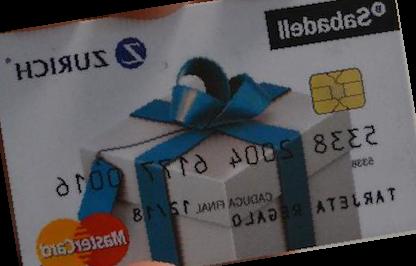 ®Sabadell
ZURICH®
5338 2004 6177 0016
5338
CADUCA FINAL 12/18
TARJETA REGALO
MasterCard